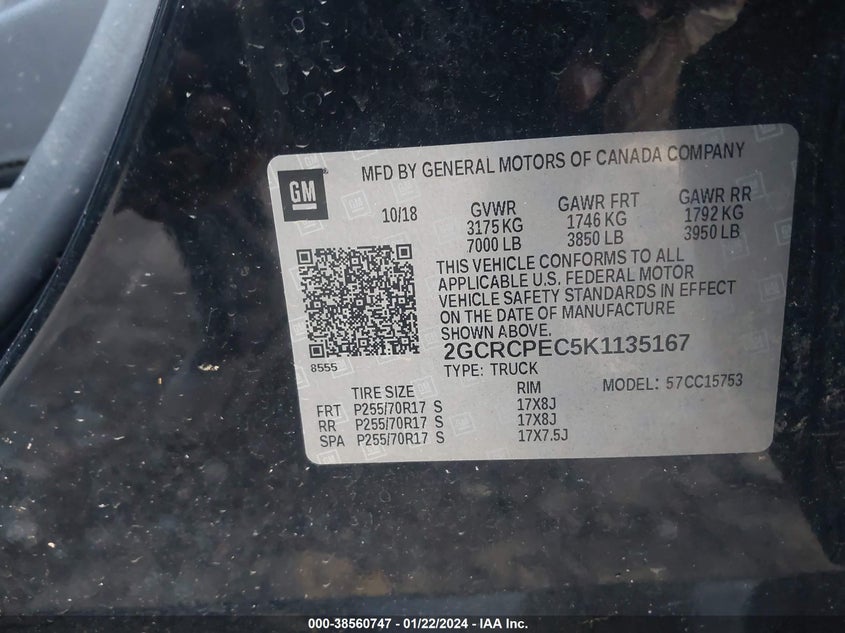 MFD BY GENERAL MOTORS OF CANADA COMPANY
GM
10/18 GVWR GAWR FRT GAWR RR
3175 KG 1746 KG 1792 KG
7000 LB 3850 LB 3950 LB
THIS VEHICLE CONFORMS TO ALL
APPLICABLE U.S. FEDERAL MOTOR
VEHICLE SAFETY STANDARDS IN EFFECT
ON THE DATE OF MANUFACTURE
SHOWN ABOVE.
8555
2GCRCPEC5K1135167
TYPE: TRUCK MODEL: 57CC15753
TIRE SIZE RIM
FRT P255/70R17 S 17X8J
RR P255/70R17 S 17X8J
SPA P255/70R17 S 17X7.5J
000-38560747 - 01/22/2024 - IAA Inc.